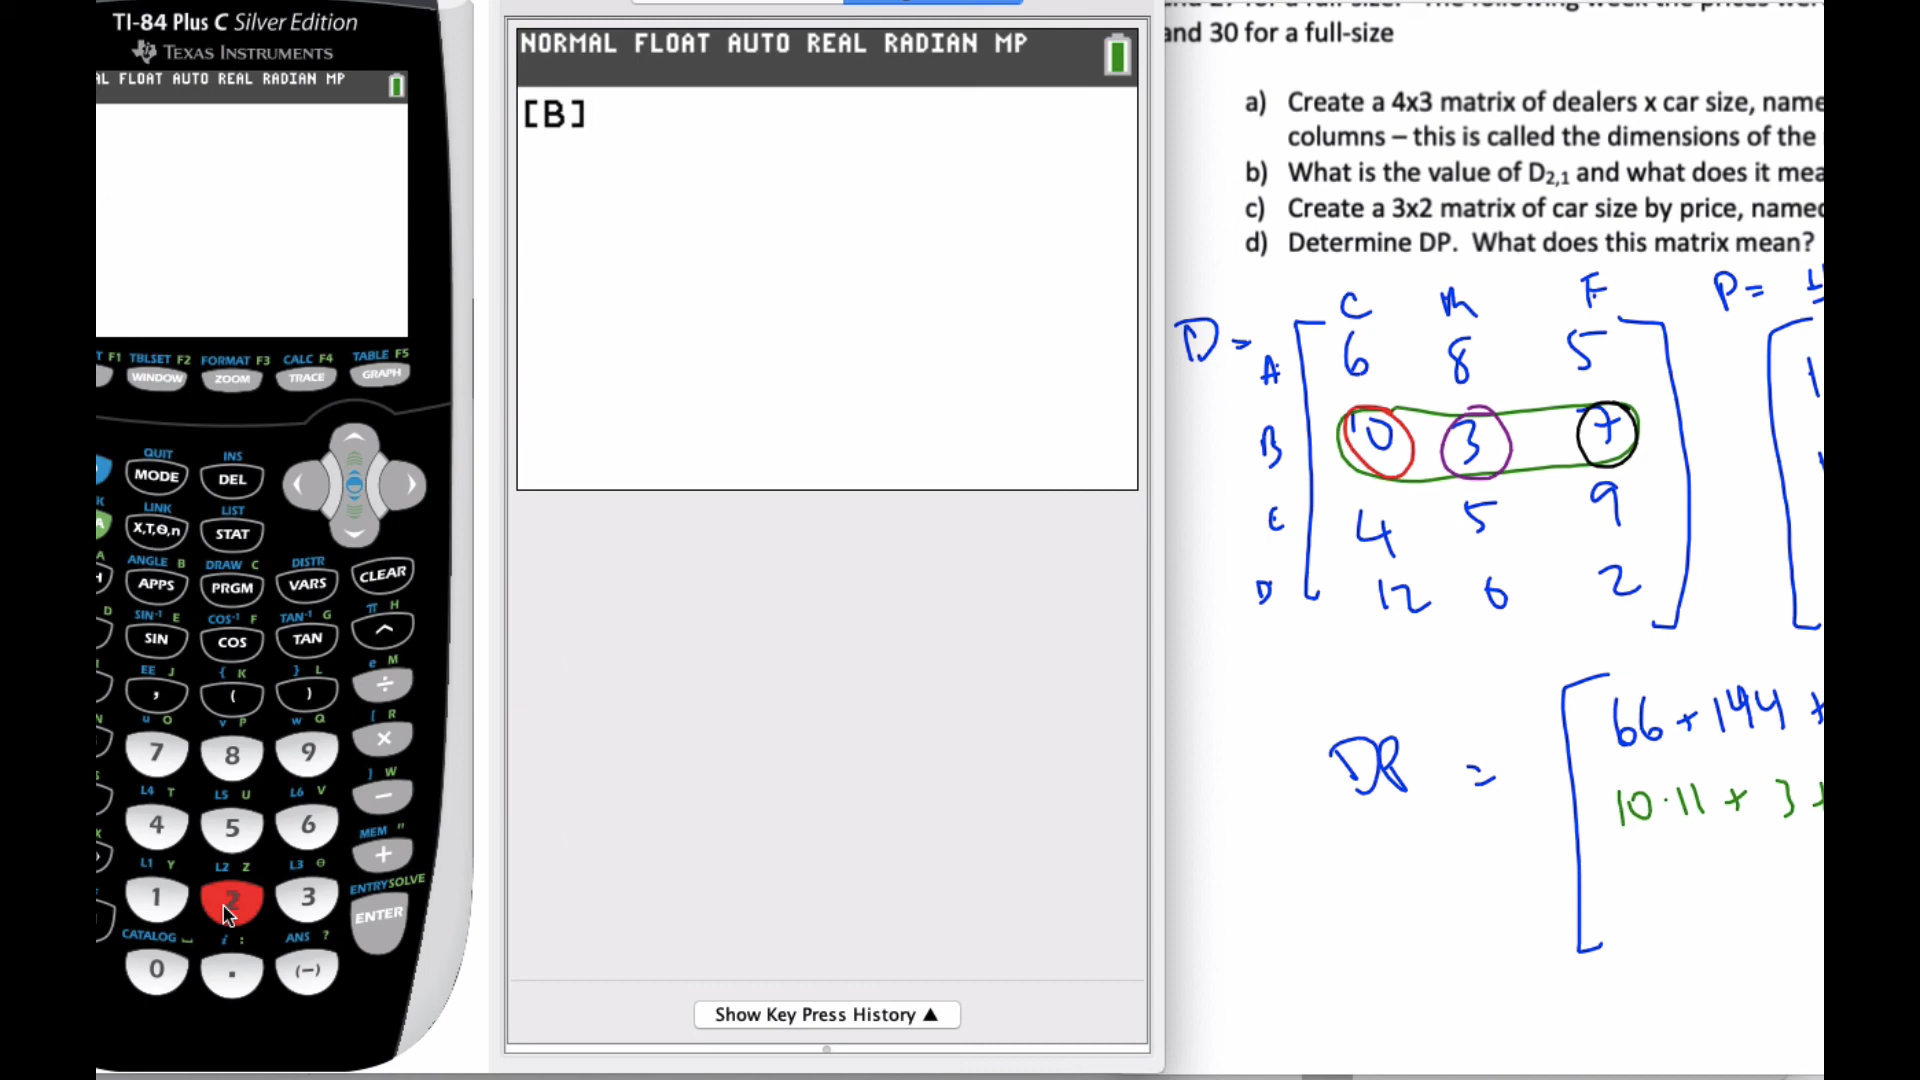 TI-84 Plus C Silver Edition
TEXAS INSTRUMENTS
AL FLOAT AUTO REAL RADIAN MP
T F1 TBLSET F2 FORMAT F3 CALC F4 TABLE F5
WINDOW ZOOM TRACE GRAPH
QUIT INS
MODE DEL
LINK LIST
X,T,Θ,n STAT
ANGLE B DRAW C DISTR
APPS PRGM VARS CLEAR
SIN-1 E COS-1 F TAN-1 G π H
SIN COS TAN ^
EE J { K } L e M
, ( ) ÷
u O v P w Q [ R
7 8 9 ×
L4 T L5 U L6 V ] W
4 5 6 −
L1 Y L2 Z L3 Θ MEM "
1 2 3 +
CATALOG i : ANS ? ENTRY SOLVE
0 . (−) ENTER
NORMAL FLOAT AUTO REAL RADIAN MP
[B]
Show Key Press History ▲
and 30 for a full-size
a) Create a 4x3 matrix of dealers x car size, name
columns – this is called the dimensions of the
b) What is the value of D2,1 and what does it mea
c) Create a 3x2 matrix of car size by price, named
d) Determine DP. What does this matrix mean?
C M F P =
D = A 6 8 5
B 10 3 7
C 4 5 9
D 12 6 2
DP = 66 + 144 +
10·11 + 3